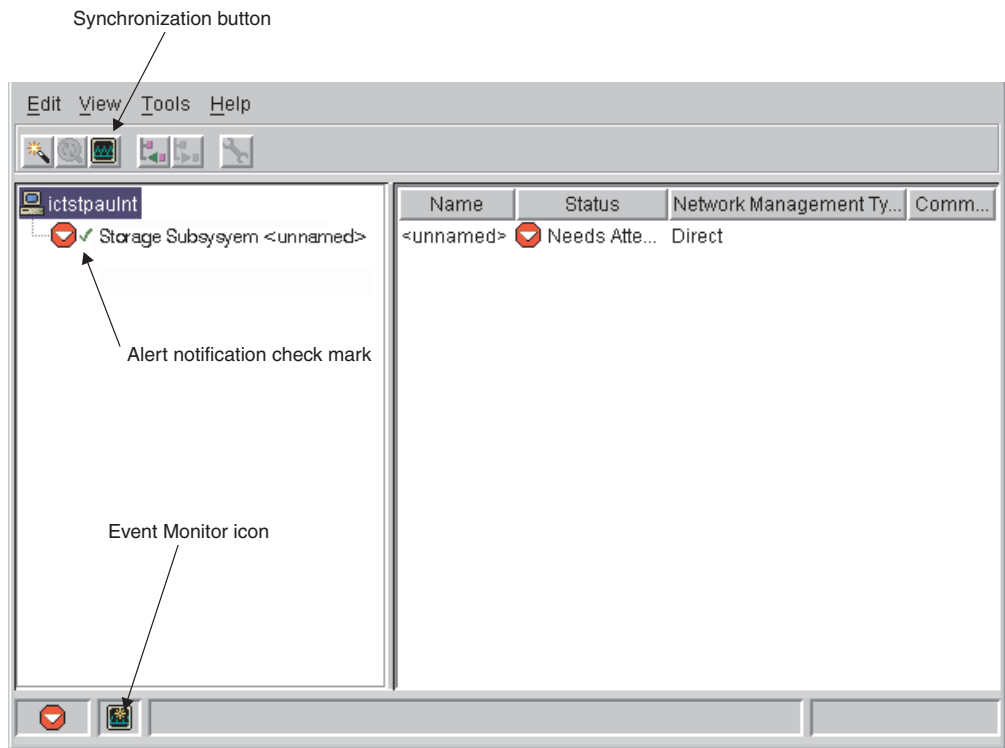 Synchronization button
Edit View Tools Help
ictstpaulnt
Storage Subsysyem <unnamed>
Name Status Network Management Ty... Comm...
<unnamed> Needs Atte... Direct
Alert notification check mark
Event Monitor icon